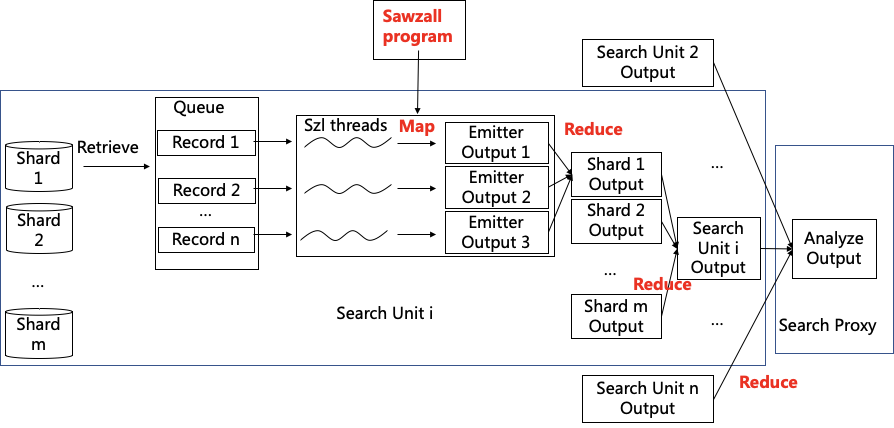 Sawzall
program
Search Unit 2
Output
Queue
Szl threads
Map
Reduce
Retrieve
Record 1
Emitter
Output 1
Shard
1
Shard 1
Output
...
Record 2
Emitter
Output 2
...
Shard
2
Shard 2
Output
Record n
Emitter
Output 3
Search
Unit i
Output
Analyze
Output
...
...
Reduce
Search Unit i
Shard
m
Shard m
Output
...
Search Proxy
Search Unit n
Output
Reduce